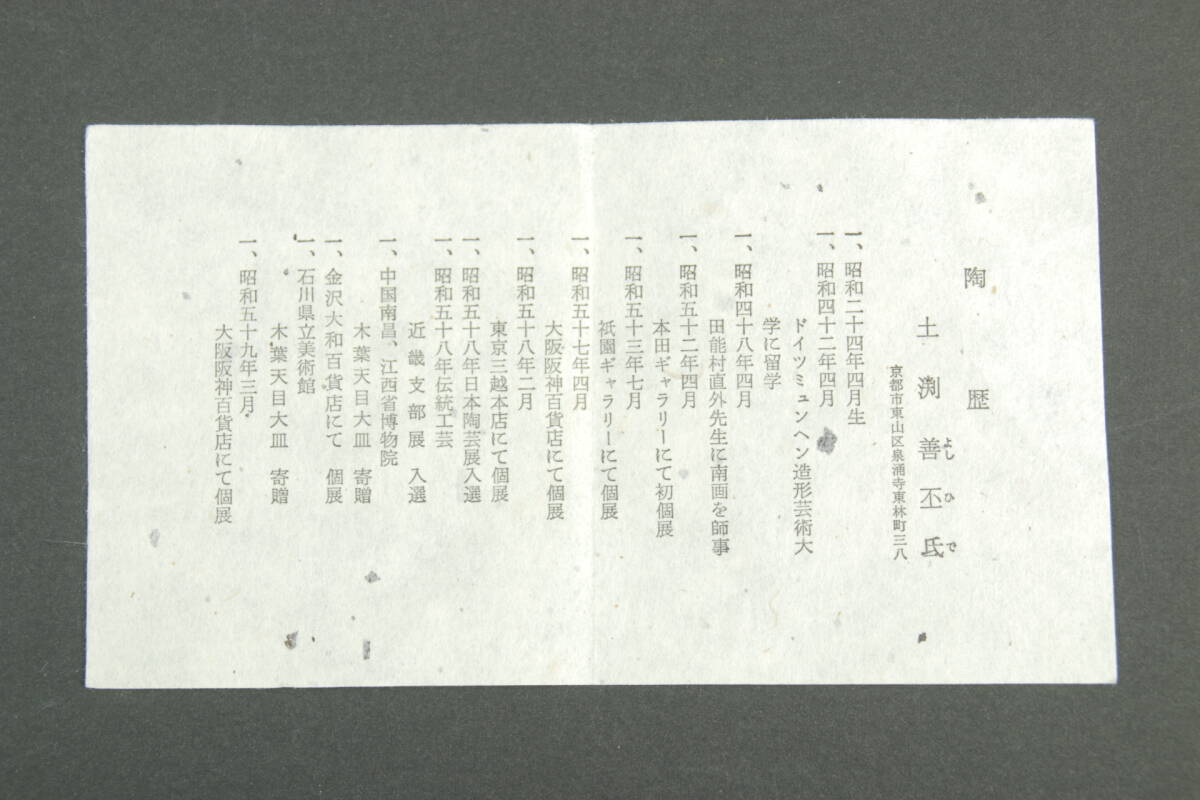 陶歴
土渕善丕氏
よしひで
京都市東山区泉涌寺東林町三八
一、昭和二十四年四月生
一、昭和四十二年四月
ドイツミュンヘン造形芸術大
学に留学
一、昭和四十八年四月
田能村直外先生に南画を師事
一、昭和五十二年四月
本田ギャラリーにて初個展
一、昭和五十三年七月
祇園ギャラリーにて個展
一、昭和五十七年四月
大阪阪神百貨店にて個展
一、昭和五十八年二月
東京三越本店にて個展
一、昭和五十八年日本陶芸展入選
一、昭和五十八年伝統工芸
近畿支部展 入選
一、中国南昌、江西省博物院
木葉天目大皿 寄贈
一、金沢大和百貨店にて 個展
一、石川県立美術館
木葉天目大皿 寄贈
一、昭和五十九年三月
大阪阪神百貨店にて個展